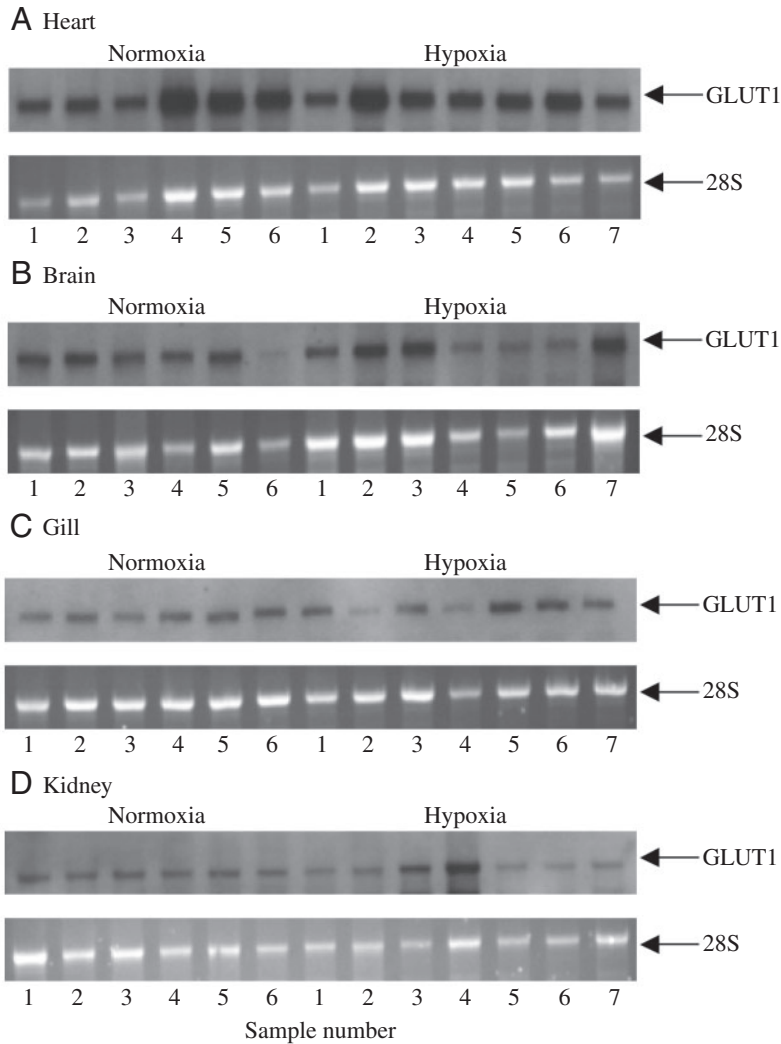 A Heart
Normoxia Hypoxia
GLUT1
28S
1 2 3 4 5 6 1 2 3 4 5 6 7
B Brain
Normoxia Hypoxia
GLUT1
28S
1 2 3 4 5 6 1 2 3 4 5 6 7
C Gill
Normoxia Hypoxia
GLUT1
28S
1 2 3 4 5 6 1 2 3 4 5 6 7
D Kidney
Normoxia Hypoxia
GLUT1
28S
1 2 3 4 5 6 1 2 3 4 5 6 7
Sample number